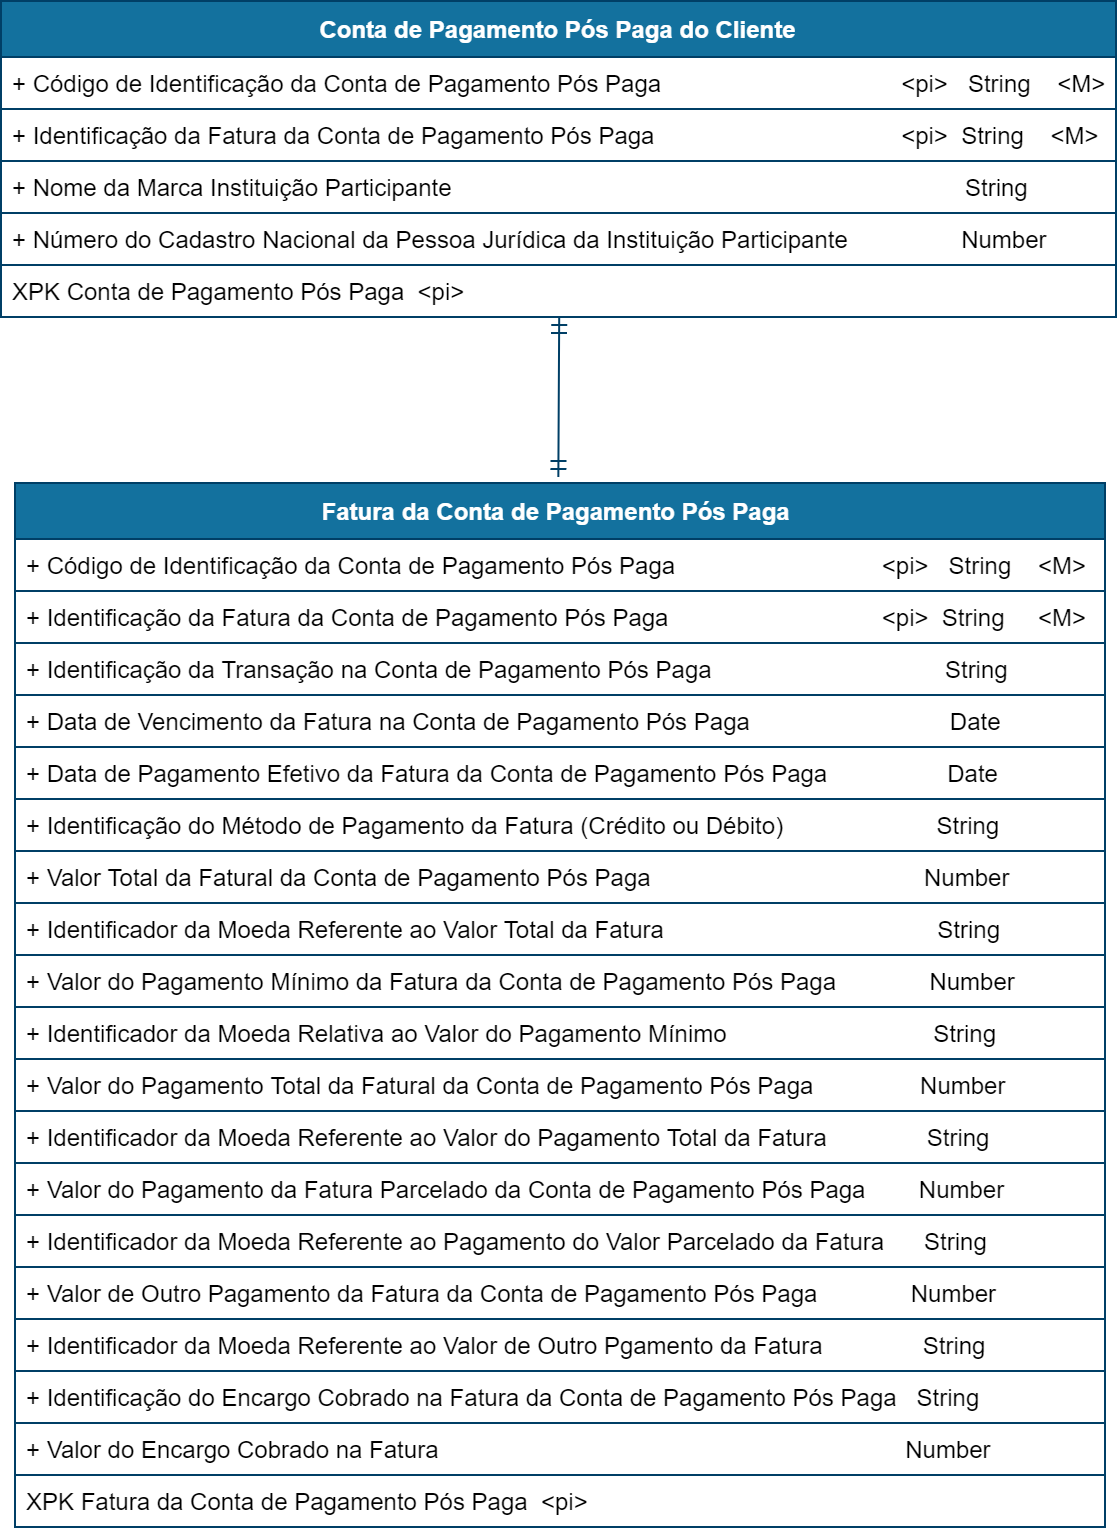 Conta de Pagamento Pós Paga do Cliente
+ Código de Identificação da Conta de Pagamento Pós Paga <pi> String <M>
+ Identificação da Fatura da Conta de Pagamento Pós Paga <pi> String <M>
+ Nome da Marca Instituição Participante String
+ Número do Cadastro Nacional da Pessoa Jurídica da Instituição Participante Number
XPK Conta de Pagamento Pós Paga <pi>
Fatura da Conta de Pagamento Pós Paga
+ Código de Identificação da Conta de Pagamento Pós Paga <pi> String <M>
+ Identificação da Fatura da Conta de Pagamento Pós Paga <pi> String <M>
+ Identificação da Transação na Conta de Pagamento Pós Paga String
+ Data de Vencimento da Fatura na Conta de Pagamento Pós Paga Date
+ Data de Pagamento Efetivo da Fatura da Conta de Pagamento Pós Paga Date
+ Identificação do Método de Pagamento da Fatura (Crédito ou Débito) String
+ Valor Total da Fatural da Conta de Pagamento Pós Paga Number
+ Identificador da Moeda Referente ao Valor Total da Fatura String
+ Valor do Pagamento Mínimo da Fatura da Conta de Pagamento Pós Paga Number
+ Identificador da Moeda Relativa ao Valor do Pagamento Mínimo String
+ Valor do Pagamento Total da Fatural da Conta de Pagamento Pós Paga Number
+ Identificador da Moeda Referente ao Valor do Pagamento Total da Fatura String
+ Valor do Pagamento da Fatura Parcelado da Conta de Pagamento Pós Paga Number
+ Identificador da Moeda Referente ao Pagamento do Valor Parcelado da Fatura String
+ Valor de Outro Pagamento da Fatura da Conta de Pagamento Pós Paga Number
+ Identificador da Moeda Referente ao Valor de Outro Pgamento da Fatura String
+ Identificação do Encargo Cobrado na Fatura da Conta de Pagamento Pós Paga String
+ Valor do Encargo Cobrado na Fatura Number
XPK Fatura da Conta de Pagamento Pós Paga <pi>